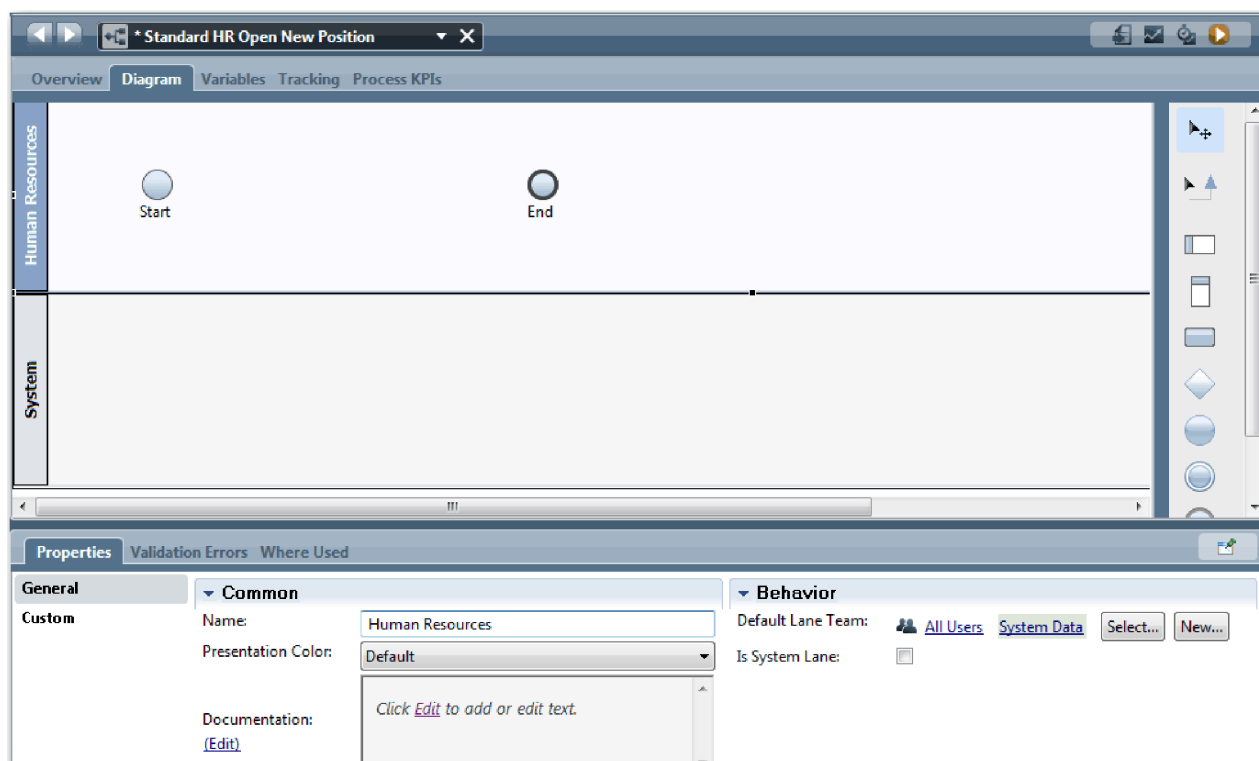 * Standard HR Open New Position
Overview Diagram Variables Tracking Process KPIs
Human Resources
Start
End
System
Properties Validation Errors Where Used
General
Custom
Common
Name: Human Resources
Presentation Color: Default
Documentation:
(Edit)
Click Edit to add or edit text.
Behavior
Default Lane Team: All Users System Data Select... New...
Is System Lane: